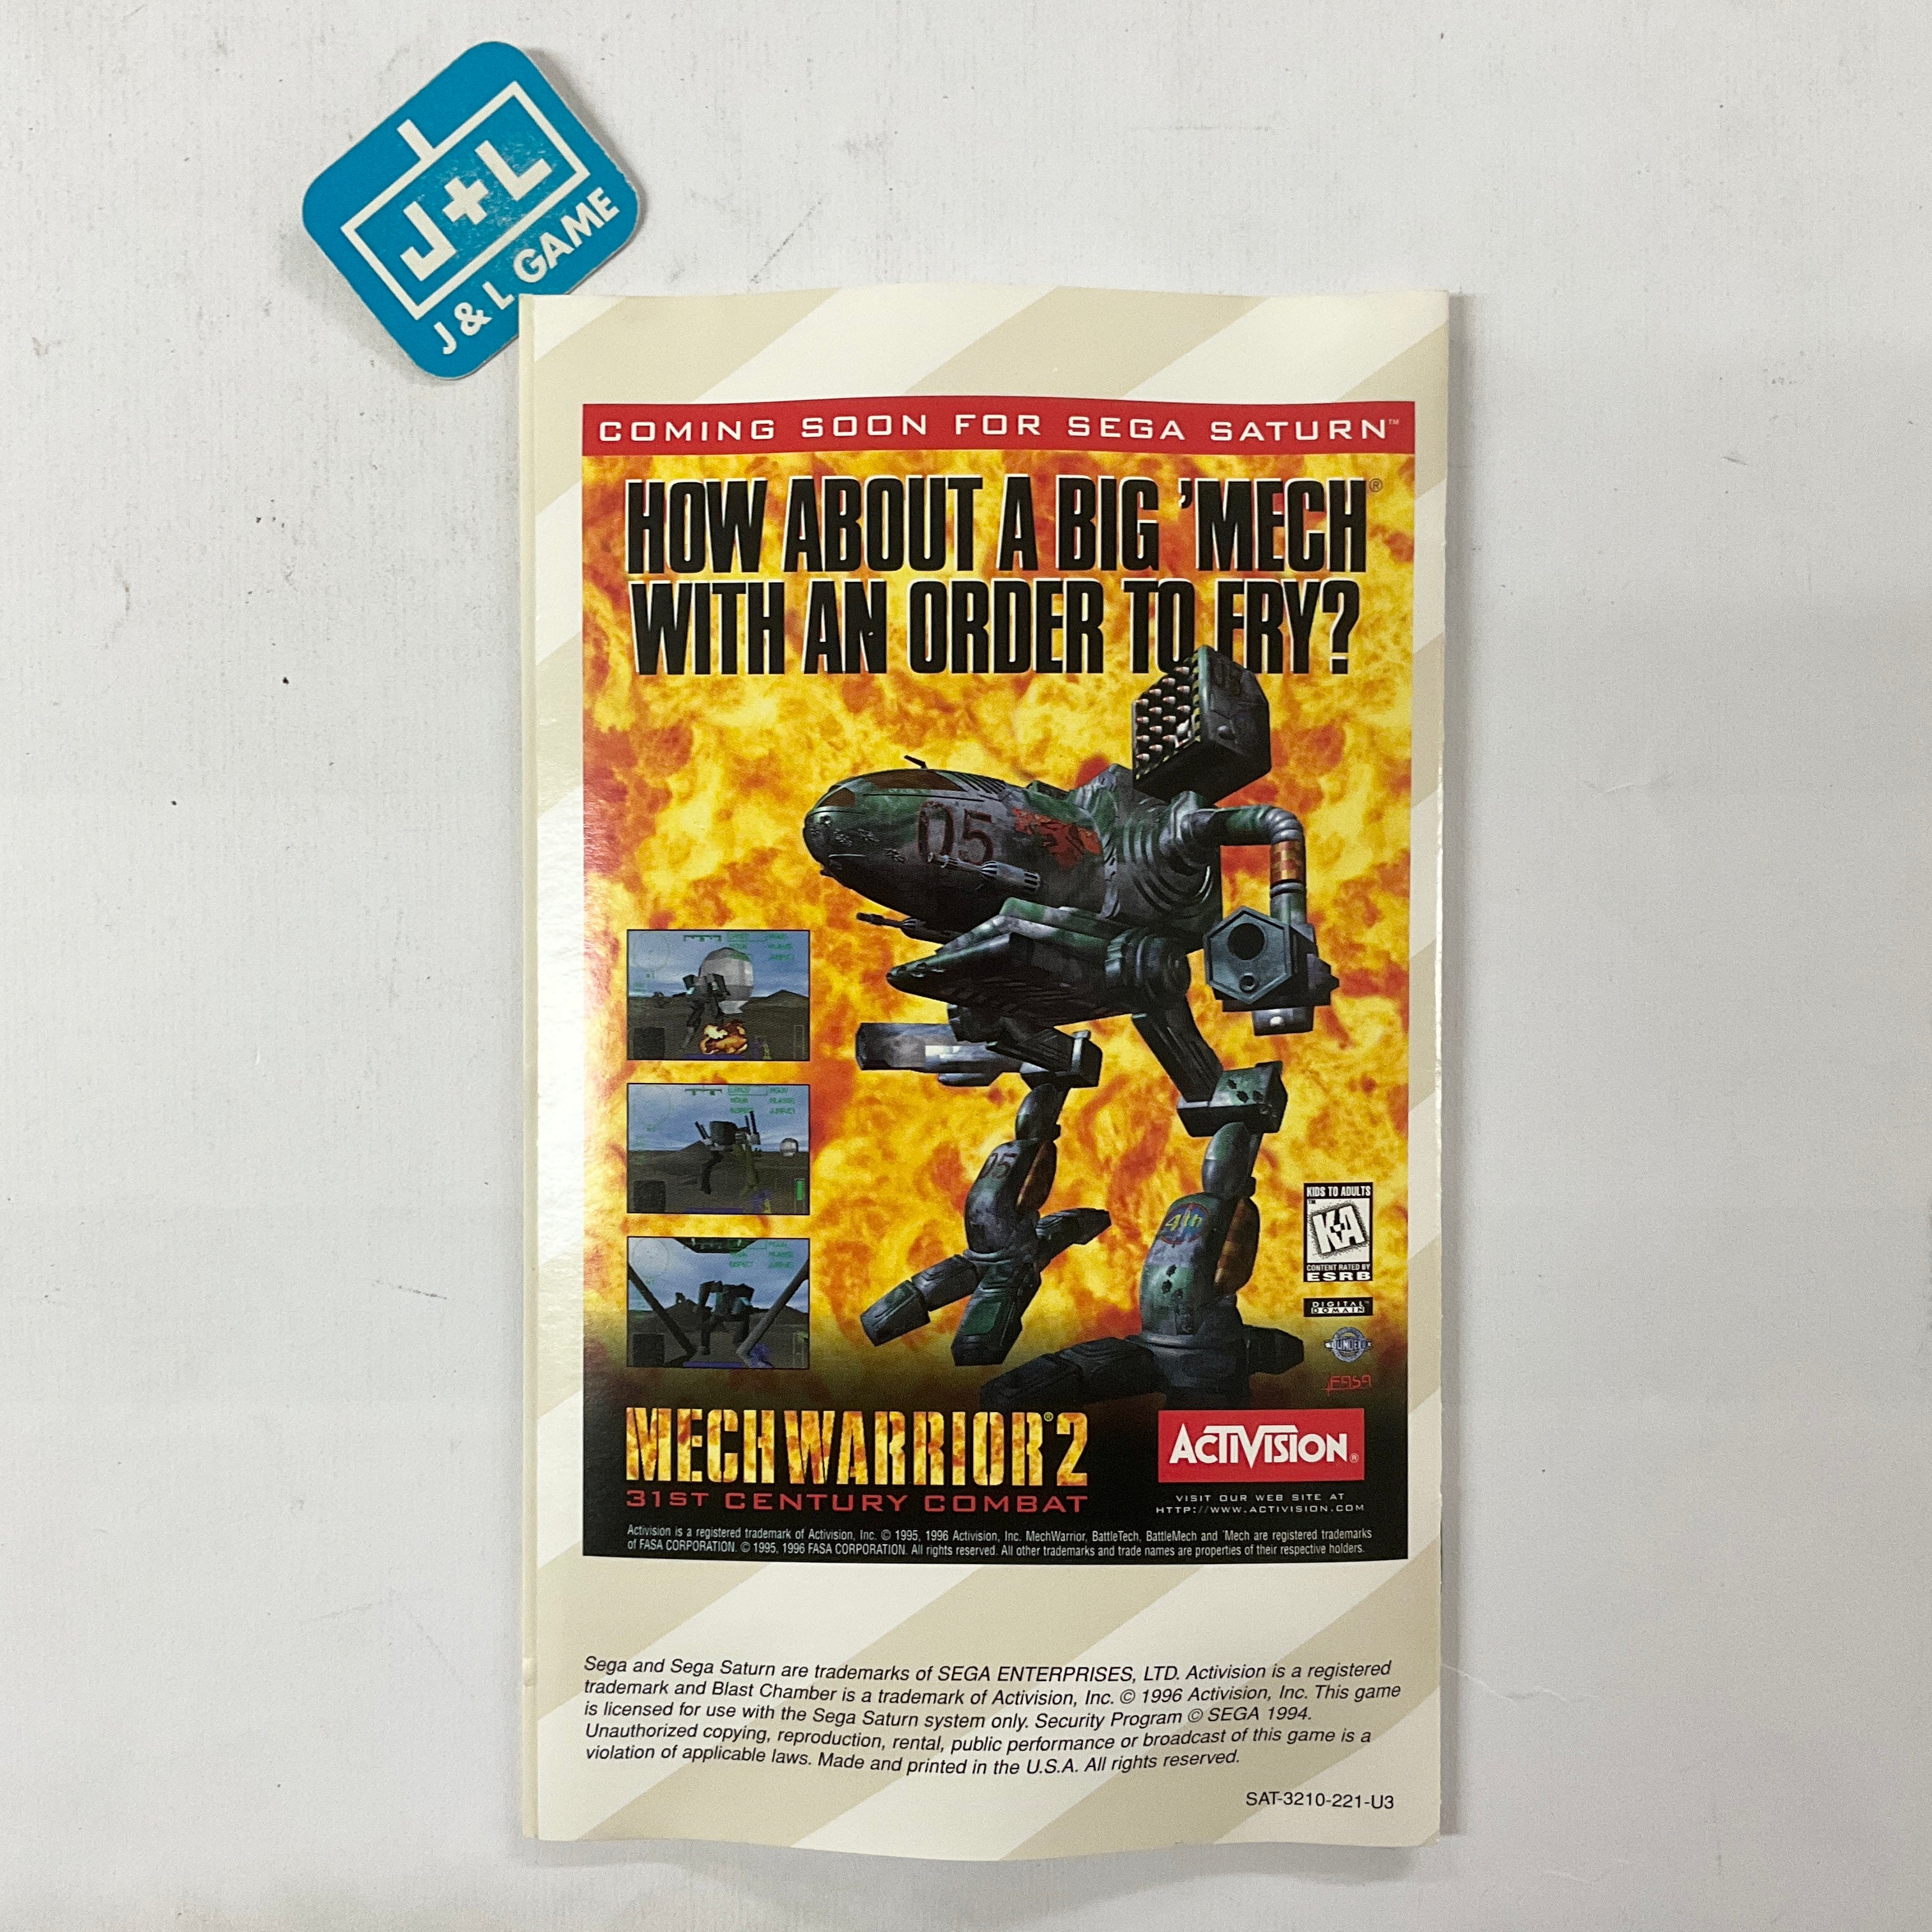 J+L
J & L GAME
COMING SOON FOR SEGA SATURN™
HOW ABOUT A BIG 'MECH®
WITH AN ORDER TO FRY?
05
05
05
4th
KIDS TO ADULTS
KA
CONTENT RATED BY
ESRB
DIGITAL
DOMAIN
FASA
MECHWARRIOR®2
31ST CENTURY COMBAT
ACTIVISION®
VISIT OUR WEB SITE AT
HTTP://WWW.ACTIVISION.COM
Activision is a registered trademark of Activision, Inc. © 1995, 1996 Activision, Inc. MechWarrior, BattleTech, BattleMech and 'Mech are registered trademarks
of FASA CORPORATION. © 1995, 1996 FASA CORPORATION. All rights reserved. All other trademarks and trade names are properties of their respective holders.
Sega and Sega Saturn are trademarks of SEGA ENTERPRISES, LTD. Activision is a registered
trademark and Blast Chamber is a trademark of Activision, Inc. © 1996 Activision, Inc. This game
is licensed for use with the Sega Saturn system only. Security Program © SEGA 1994.
Unauthorized copying, reproduction, rental, public performance or broadcast of this game is a
violation of applicable laws. Made and printed in the U.S.A. All rights reserved.
SAT-3210-221-U3